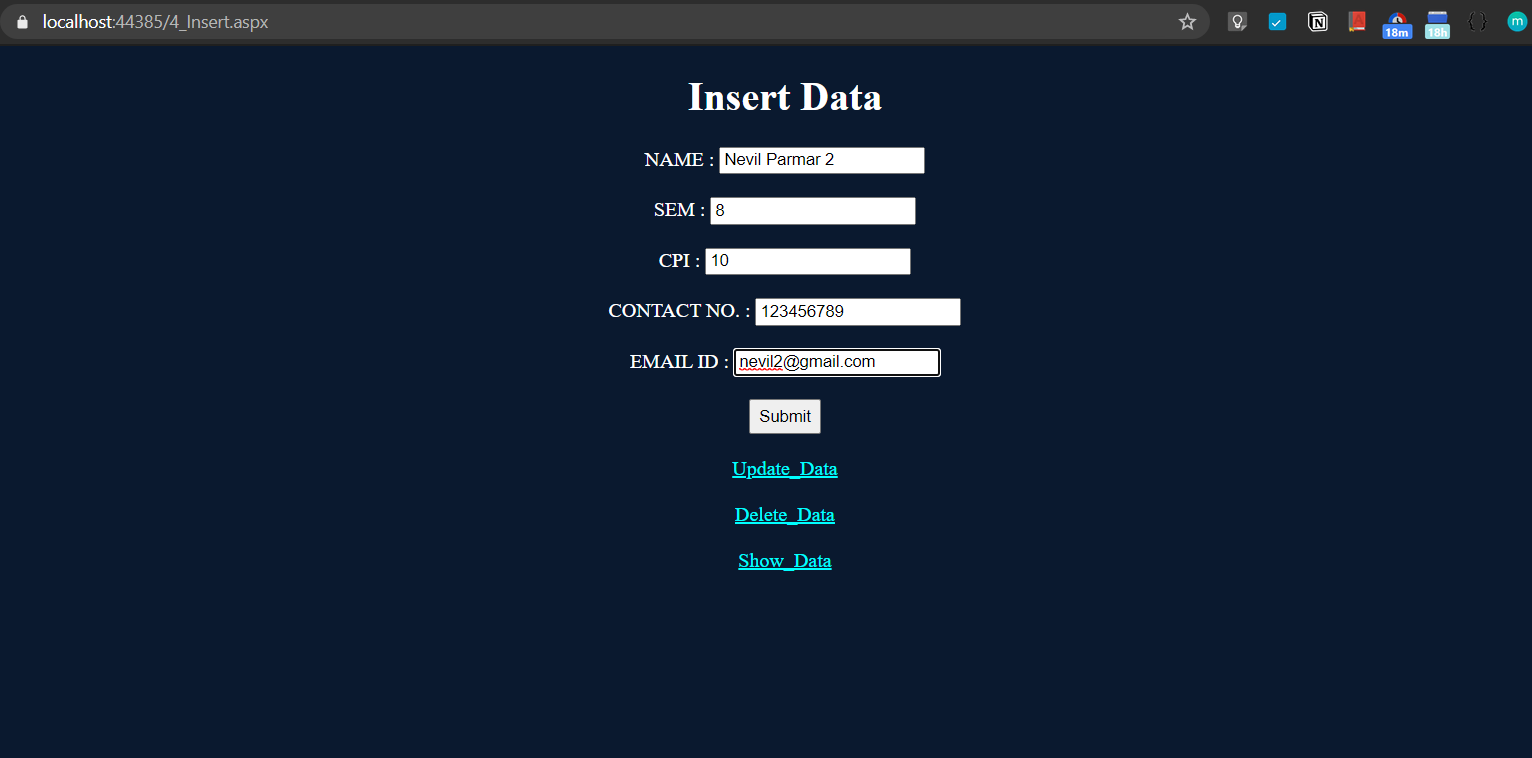 localhost:44385/4_Insert.aspx
18m
18h
m
Insert Data
NAME : Nevil Parmar 2
SEM : 8
CPI : 10
CONTACT NO. : 123456789
EMAIL ID : nevil2@gmail.com
Submit
Update_Data
Delete_Data
Show_Data